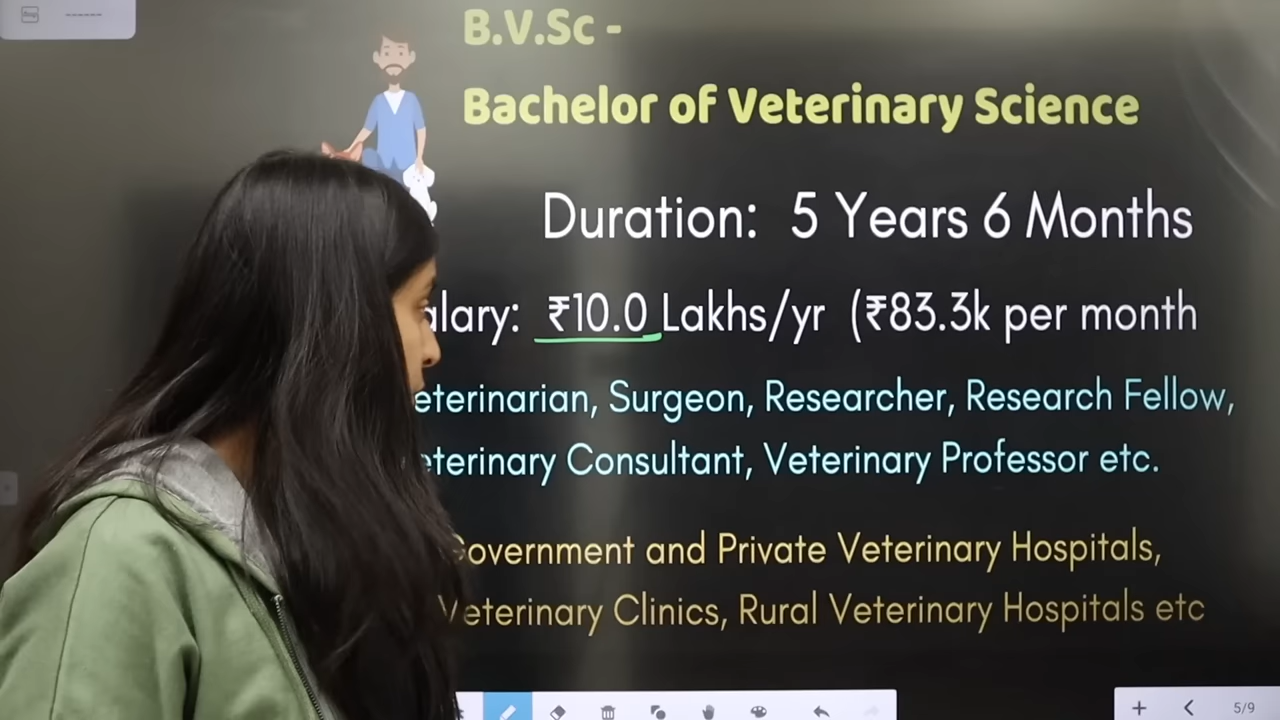 B.V.Sc -
Bachelor of Veterinary Science
Duration: 5 Years 6 Months
alary: ₹10.0 Lakhs/yr (₹83.3k per month
eterinarian, Surgeon, Researcher, Research Fellow,
eterinary Consultant, Veterinary Professor etc.
Government and Private Veterinary Hospitals,
Veterinary Clinics, Rural Veterinary Hospitals etc
5/9